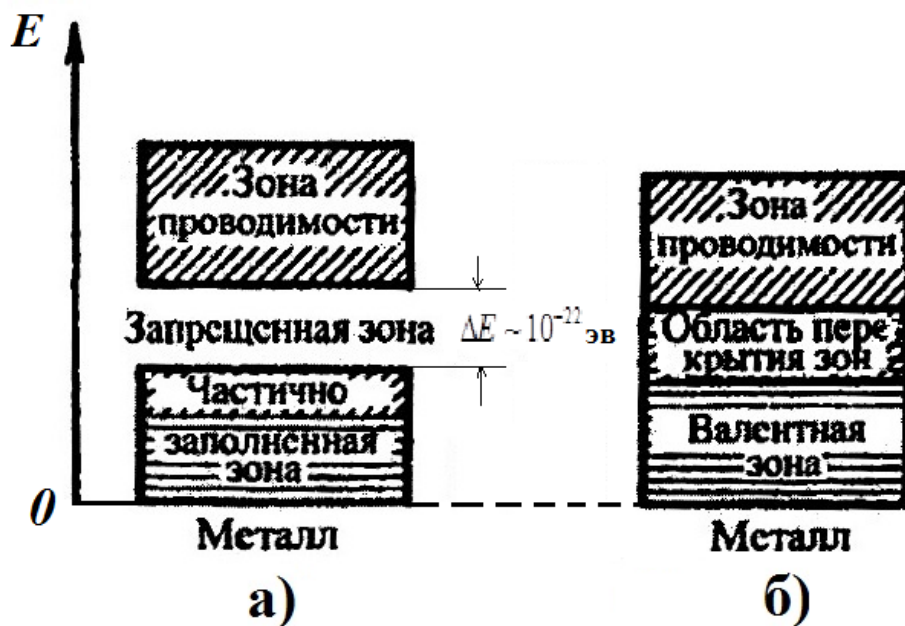 E
Зона
проводимости
Запрещенная зона
ΔE ~ 10⁻²² эв
Частично
заполненная
зона
0
Металл
а)
Зона
проводимости
Область пере
крытия зон
Валентная
зона
Металл
б)